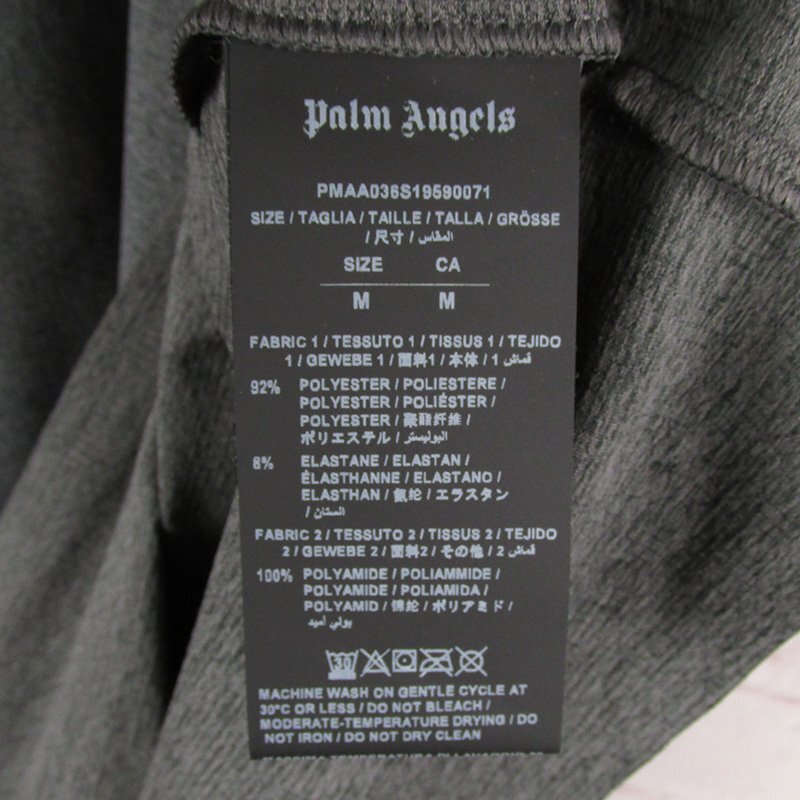 Palm Angels
PMAA036S19590071
SIZE / TAGLIA / TAILLE / TALLA / GRÖSSE
/ 尺寸 / المقاس /
SIZE CA
M M
FABRIC 1 / TESSUTO 1 / TISSUS 1 / TEJIDO
1 / GEWEBE 1 / 面料1 / 本体 / قماش 1
92% POLYESTER / POLIESTERE /
POLYESTER / POLIÉSTER /
POLYESTER / 聚酯纤维 /
ポリエステル / البوليستر
8% ELASTANE / ELASTAN /
ÉLASTHANNE / ELASTANO /
ELASTHAN / 氨纶 / エラスタン
/ الستان
FABRIC 2 / TESSUTO 2 / TISSUS 2 / TEJIDO
2 / GEWEBE 2 / 面料2 / その他 / قماش 2
100% POLYAMIDE / POLIAMMIDE /
POLYAMIDE / POLIAMIDA /
POLYAMID / 锦纶 / ポリアミド /
بولي أميد
30
MACHINE WASH ON GENTLE CYCLE AT
30°C OR LESS / DO NOT BLEACH /
MODERATE-TEMPERATURE DRYING / DO
NOT IRON / DO NOT DRY CLEAN